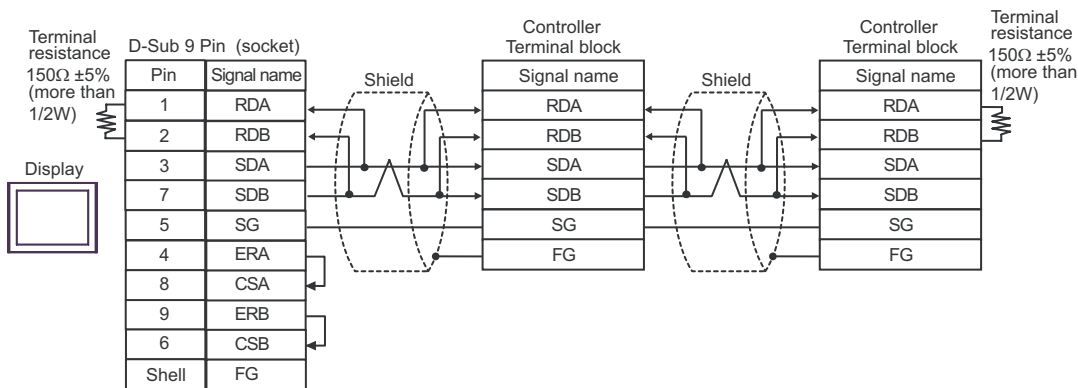 Terminal
resistance
150Ω ±5%
(more than
1/2W)
Display
D-Sub 9 Pin (socket)
Pin Signal name
1 RDA
2 RDB
3 SDA
7 SDB
5 SG
4 ERA
8 CSA
9 ERB
6 CSB
Shell FG
Shield
Controller
Terminal block
Signal name
RDA
RDB
SDA
SDB
SG
FG
Shield
Controller
Terminal block
Signal name
RDA
RDB
SDA
SDB
SG
FG
Terminal
resistance
150Ω ±5%
(more than
1/2W)